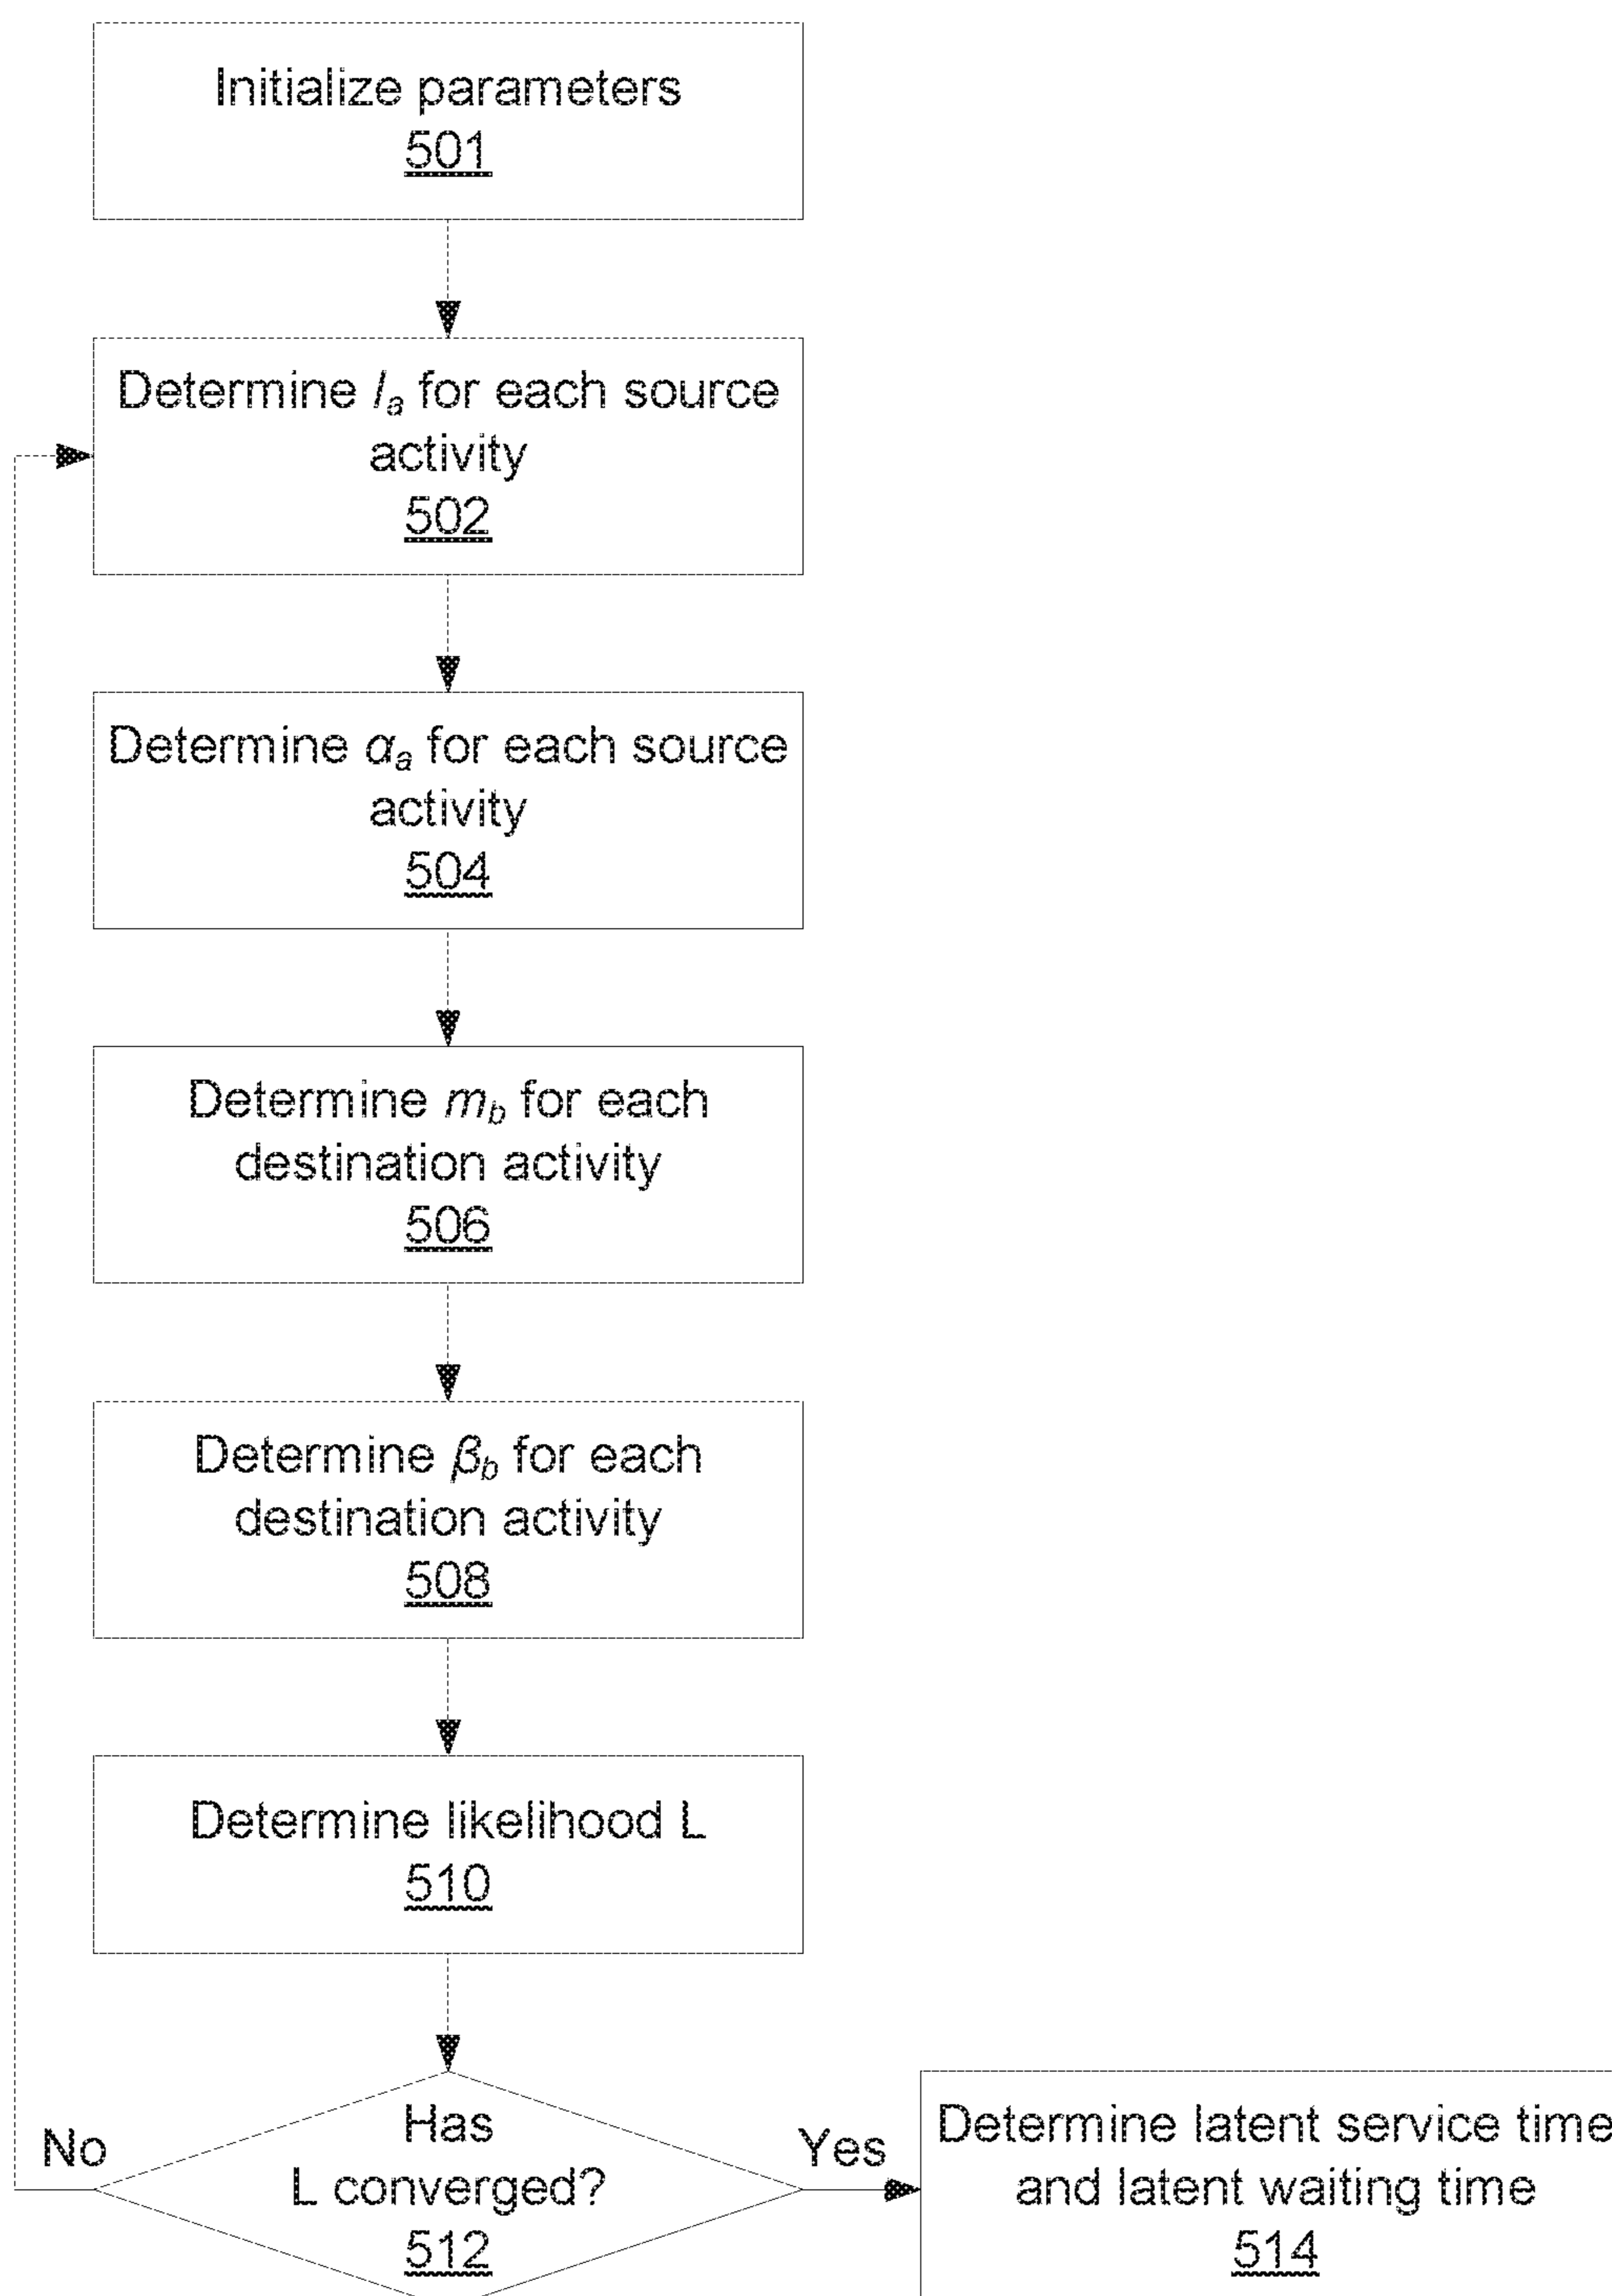 Initialize parameters
501
Determine lₐ for each source
activity
502
Determine αₐ for each source
activity
504
Determine m_b for each
destination activity
506
Determine β_b for each
destination activity
508
Determine likelihood L
510
Has
L converged?
512
No
Yes
Determine latent service time
and latent waiting time
514